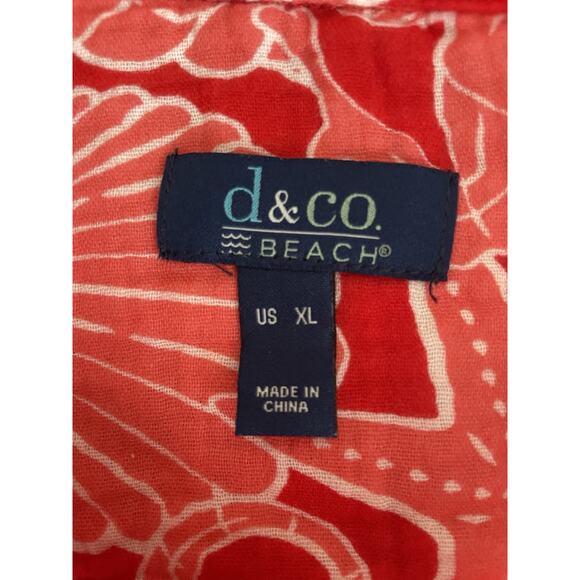 d & co.
BEACH®
US XL
MADE IN
CHINA